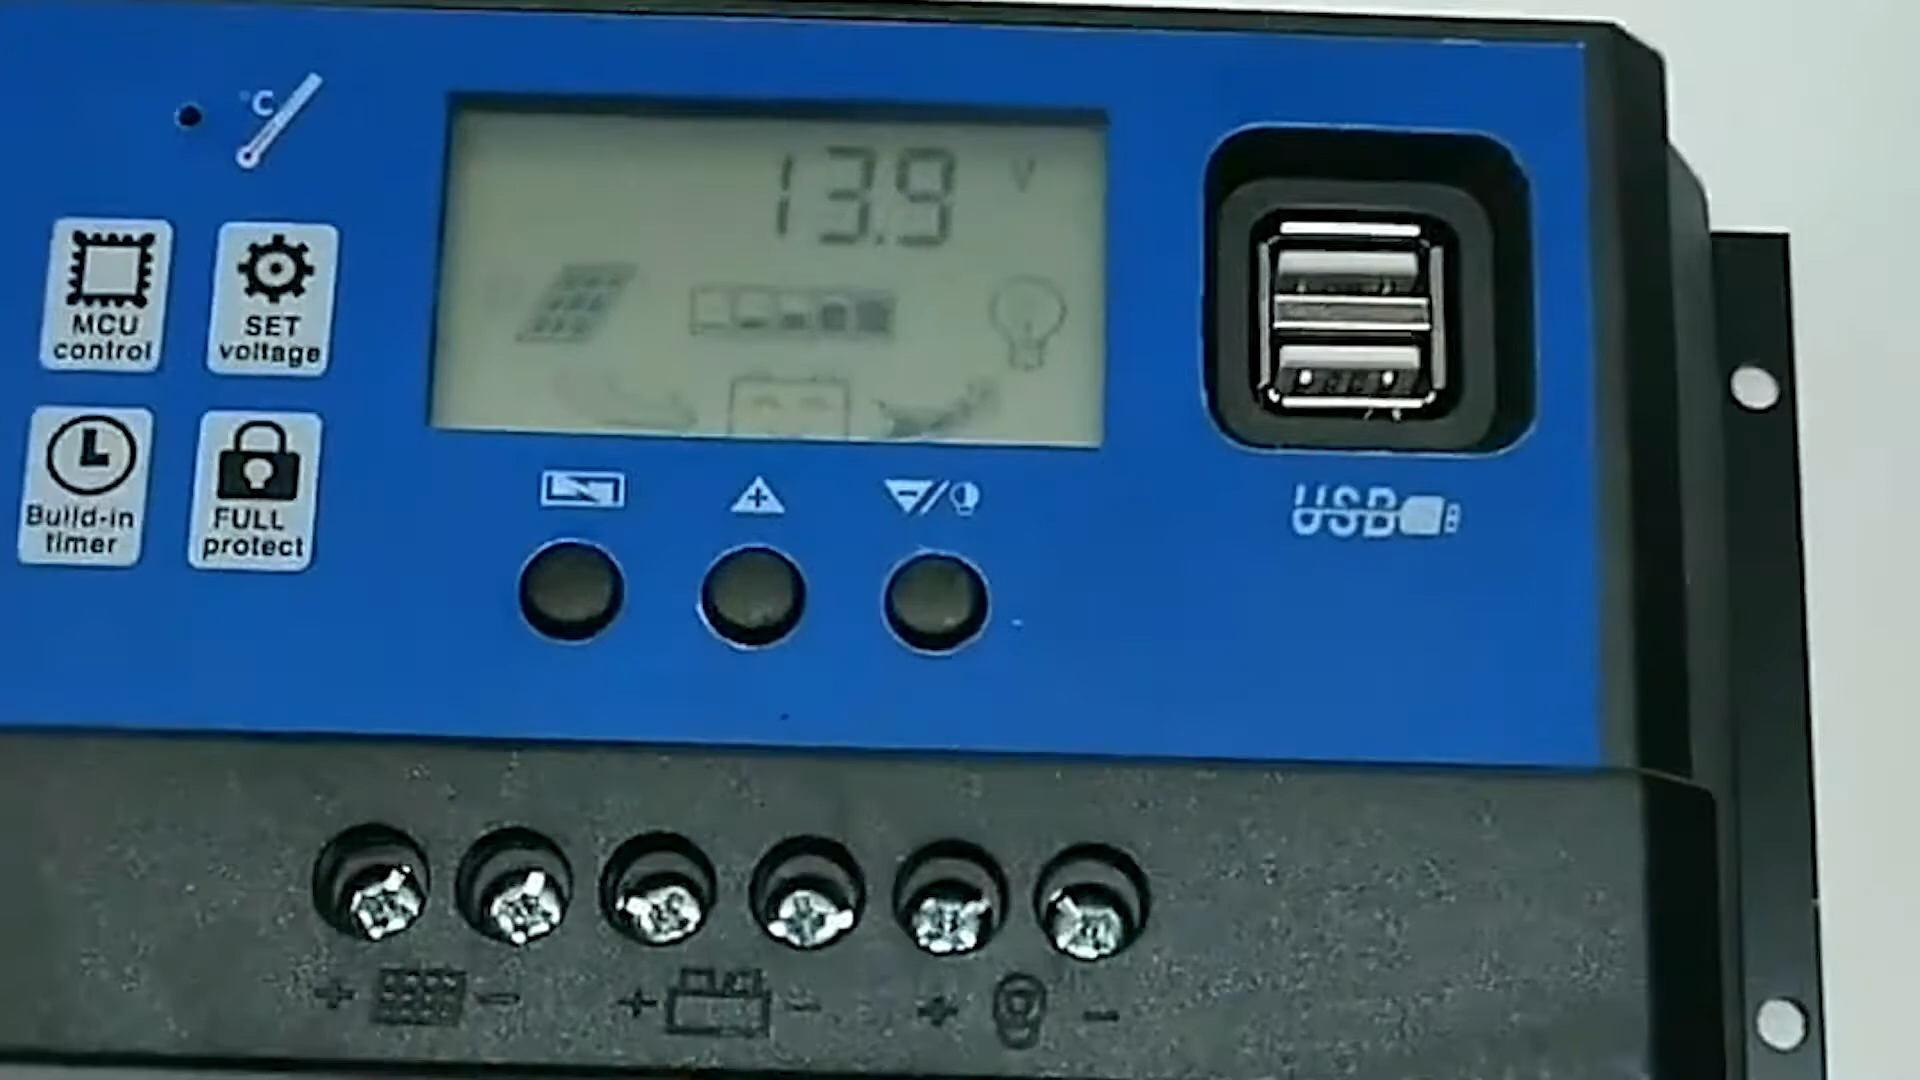 °C
13.9 V
MCU
control
SET
voltage
Build-in
timer
FULL
protect
USB
+ - + - + -